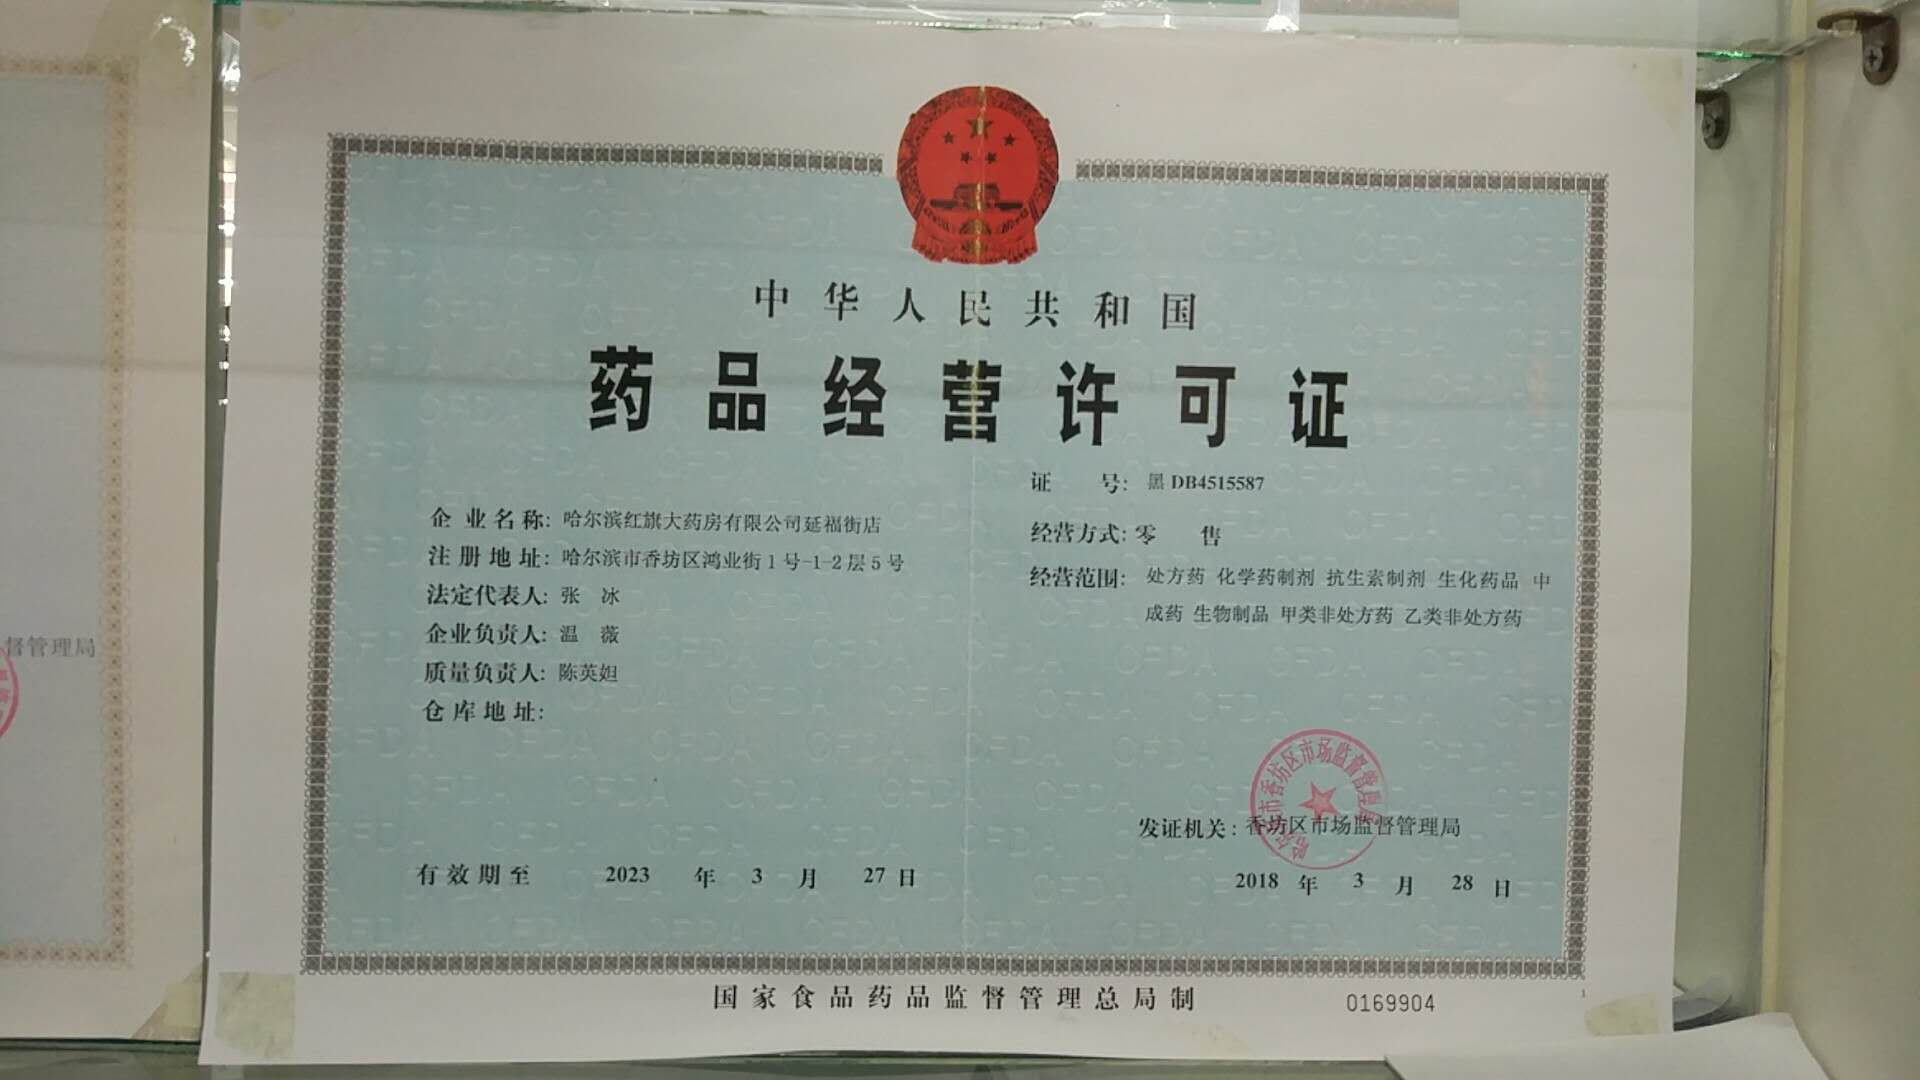 中华人民共和国
药品经营许可证
证 号: 黑 DB4515587
企业名称: 哈尔滨红旗大药房有限公司延福街店
经营方式: 零 售
注册地址: 哈尔滨市香坊区鸿业街1号-1-2层5号
经营范围: 处方药 化学药制剂 抗生素制剂 生化药品 中
成药 生物制品 甲类非处方药 乙类非处方药
法定代表人: 张 冰
企业负责人: 温 薇
质量负责人: 陈英妲
仓库地址:
哈尔滨市香坊区市场监督管理局
发证机关: 香坊区市场监督管理局
有效期至 2023 年 3 月 27 日
2018 年 3 月 28 日
国家食品药品监督管理总局制
0169904
1
督管理局
CFDA